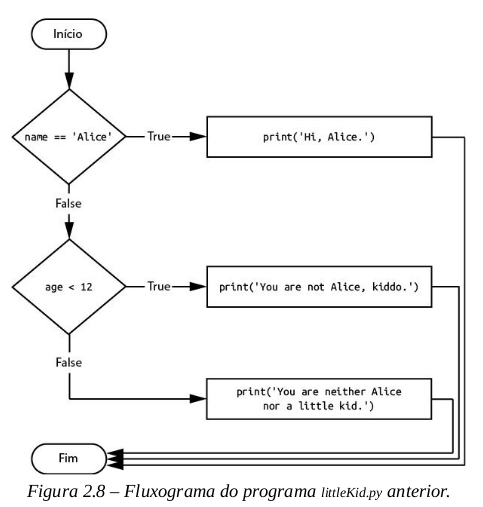 Início
name == 'Alice'
True
print('Hi, Alice.')
False
age < 12
True
print('You are not Alice, kiddo.')
False
print('You are neither Alice
nor a little kid.')
Fim
Figura 2.8 – Fluxograma do programa littleKid.py anterior.